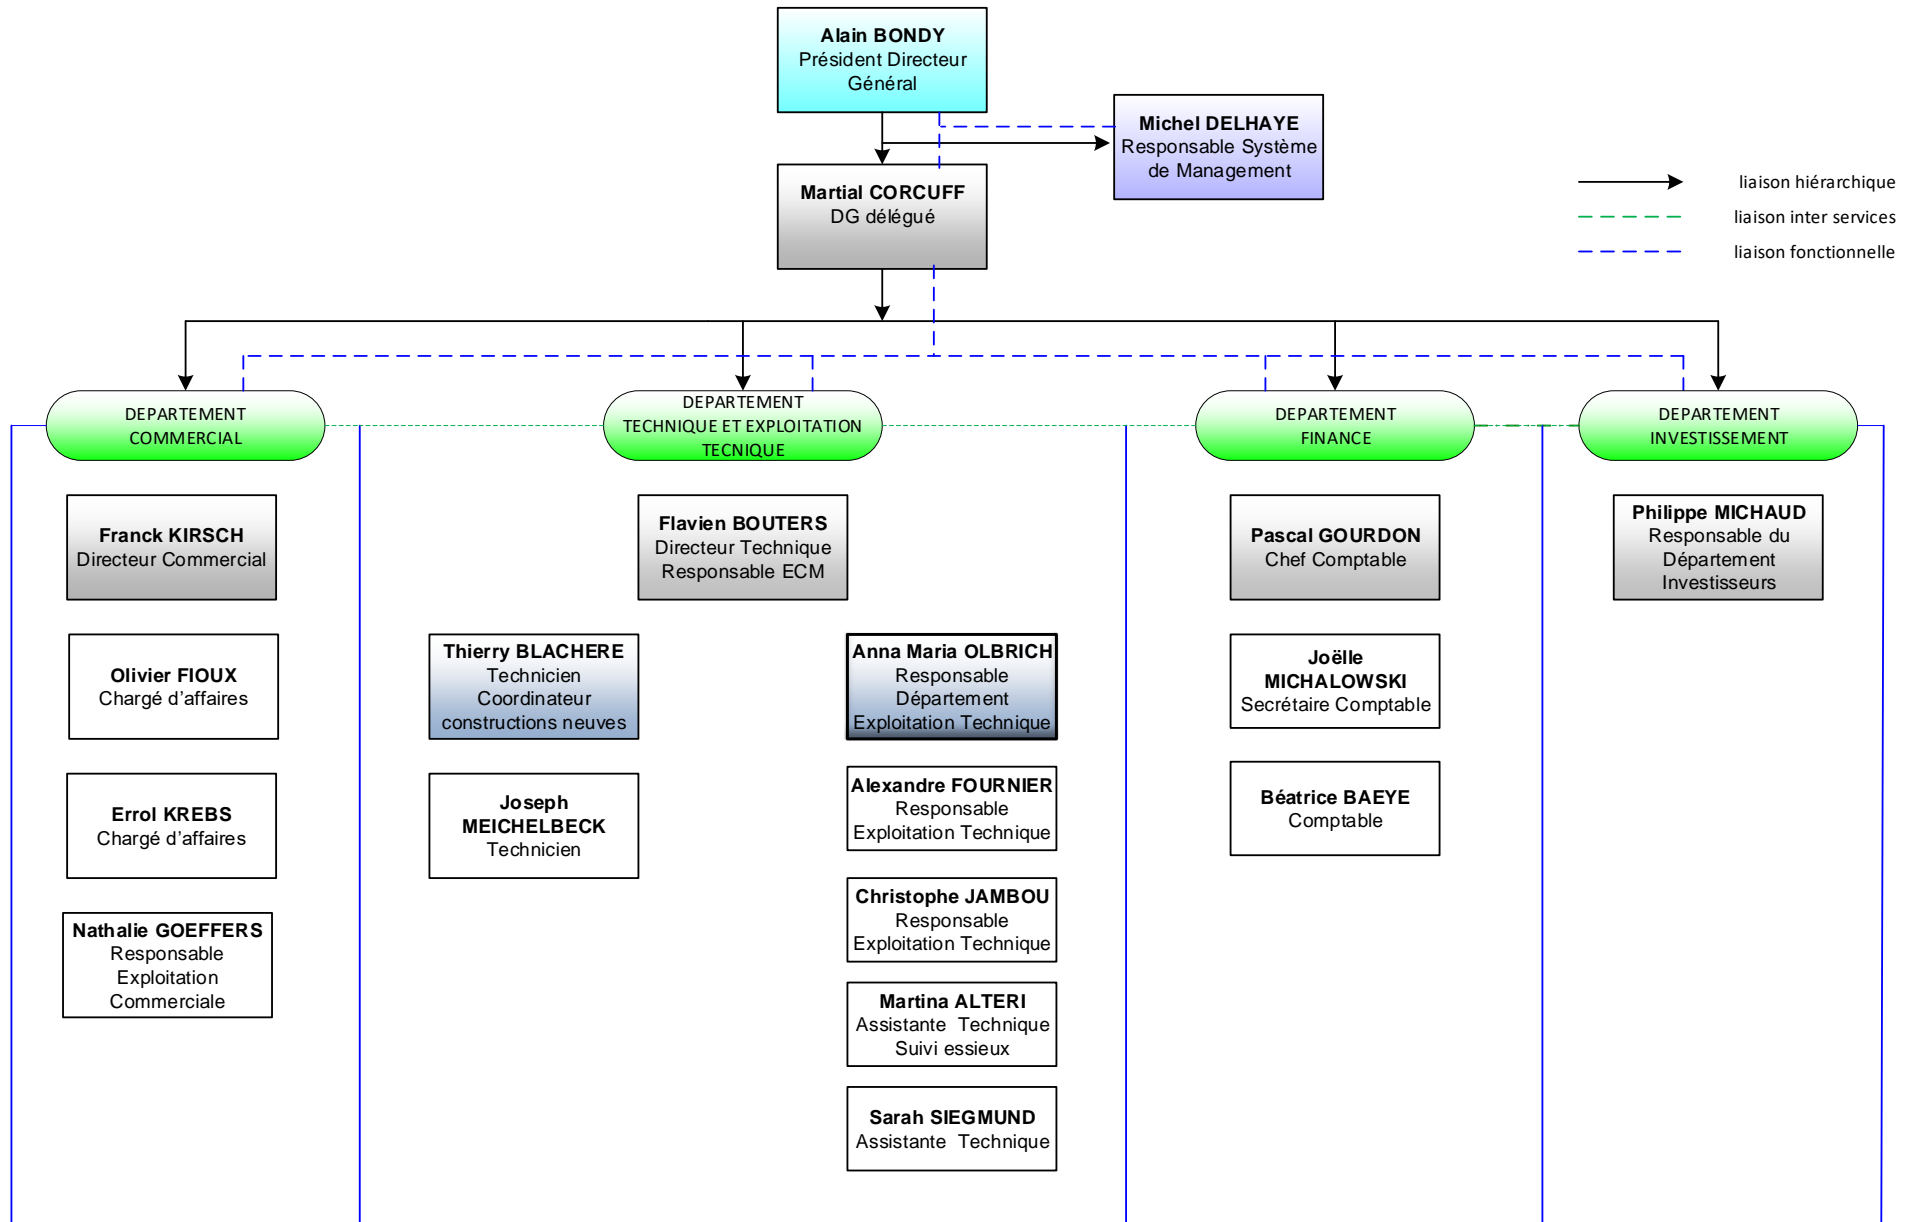 Alain BONDY
Président Directeur
Général
Michel DELHAYE
Responsable Système
de Management
Martial CORCUFF
DG délégué
liaison hiérarchique
liaison inter services
liaison fonctionnelle
DEPARTEMENT
COMMERCIAL
DEPARTEMENT
TECHNIQUE ET EXPLOITATION
TECNIQUE
DEPARTEMENT
FINANCE
DEPARTEMENT
INVESTISSEMENT
Franck KIRSCH
Directeur Commercial
Flavien BOUTERS
Directeur Technique
Responsable ECM
Pascal GOURDON
Chef Comptable
Philippe MICHAUD
Responsable du
Département
Investisseurs
Olivier FIOUX
Chargé d'affaires
Thierry BLACHERE
Technicien
Coordinateur
constructions neuves
Anna Maria OLBRICH
Responsable
Département
Exploitation Technique
Joëlle
MICHALOWSKI
Secrétaire Comptable
Errol KREBS
Chargé d'affaires
Joseph
MEICHELBECK
Technicien
Alexandre FOURNIER
Responsable
Exploitation Technique
Béatrice BAEYE
Comptable
Nathalie GOEFFERS
Responsable
Exploitation
Commerciale
Christophe JAMBOU
Responsable
Exploitation Technique
Martina ALTERI
Assistante Technique
Suivi essieux
Sarah SIEGMUND
Assistante Technique